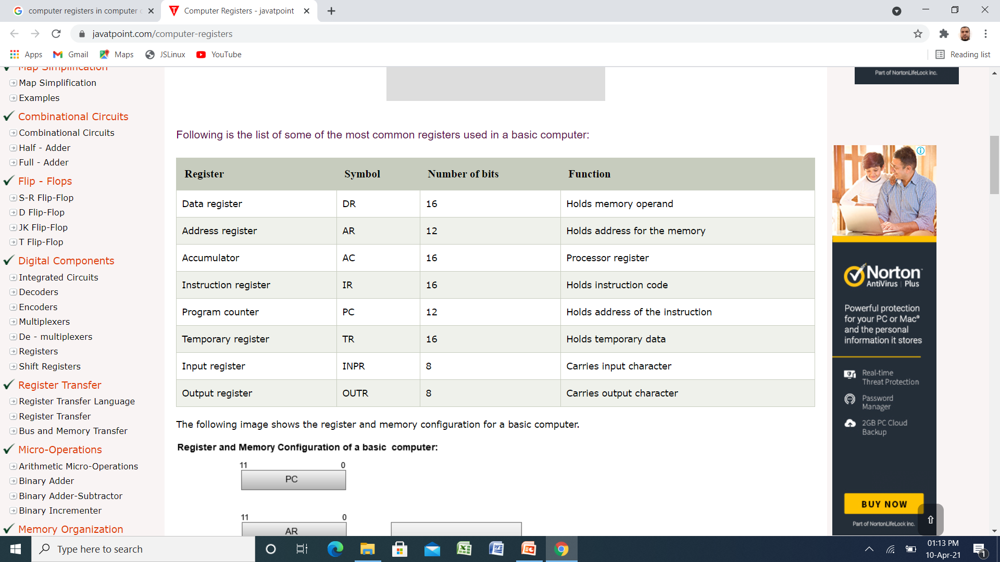 computer registers in computer
Computer Registers - javatpoint
javatpoint.com/computer-registers
Apps
Gmail
Maps
JSLinux
YouTube
Reading list
Map Simplification
Map Simplification
Examples
Combinational Circuits
Combinational Circuits
Half - Adder
Full - Adder
Flip - Flops
S-R Flip-Flop
D Flip-Flop
JK Flip-Flop
T Flip-Flop
Digital Components
Integrated Circuits
Decoders
Encoders
Multiplexers
De - multiplexers
Registers
Shift Registers
Register Transfer
Register Transfer Language
Register Transfer
Bus and Memory Transfer
Micro-Operations
Arithmetic Micro-Operations
Binary Adder
Binary Adder-Subtractor
Binary Incrementer
Memory Organization
Following is the list of some of the most common registers used in a basic computer:
Register Symbol Number of bits Function
Data register DR 16 Holds memory operand
Address register AR 12 Holds address for the memory
Accumulator AC 16 Processor register
Instruction register IR 16 Holds instruction code
Program counter PC 12 Holds address of the instruction
Temporary register TR 16 Holds temporary data
Input register INPR 8 Carries input character
Output register OUTR 8 Carries output character
The following image shows the register and memory configuration for a basic computer.
Register and Memory Configuration of a basic computer:
11 0
PC
11 0
AR
Part of NortonLifeLock Inc.
Norton
AntiVirus | Plus
Powerful protection
for your PC or Mac®
and the personal
information it stores
Real-time
Threat Protection
Password
Manager
2GB PC Cloud
Backup
BUY NOW
Part of NortonLifeLock Inc.
Type here to search
01:13 PM
10-Apr-21
1